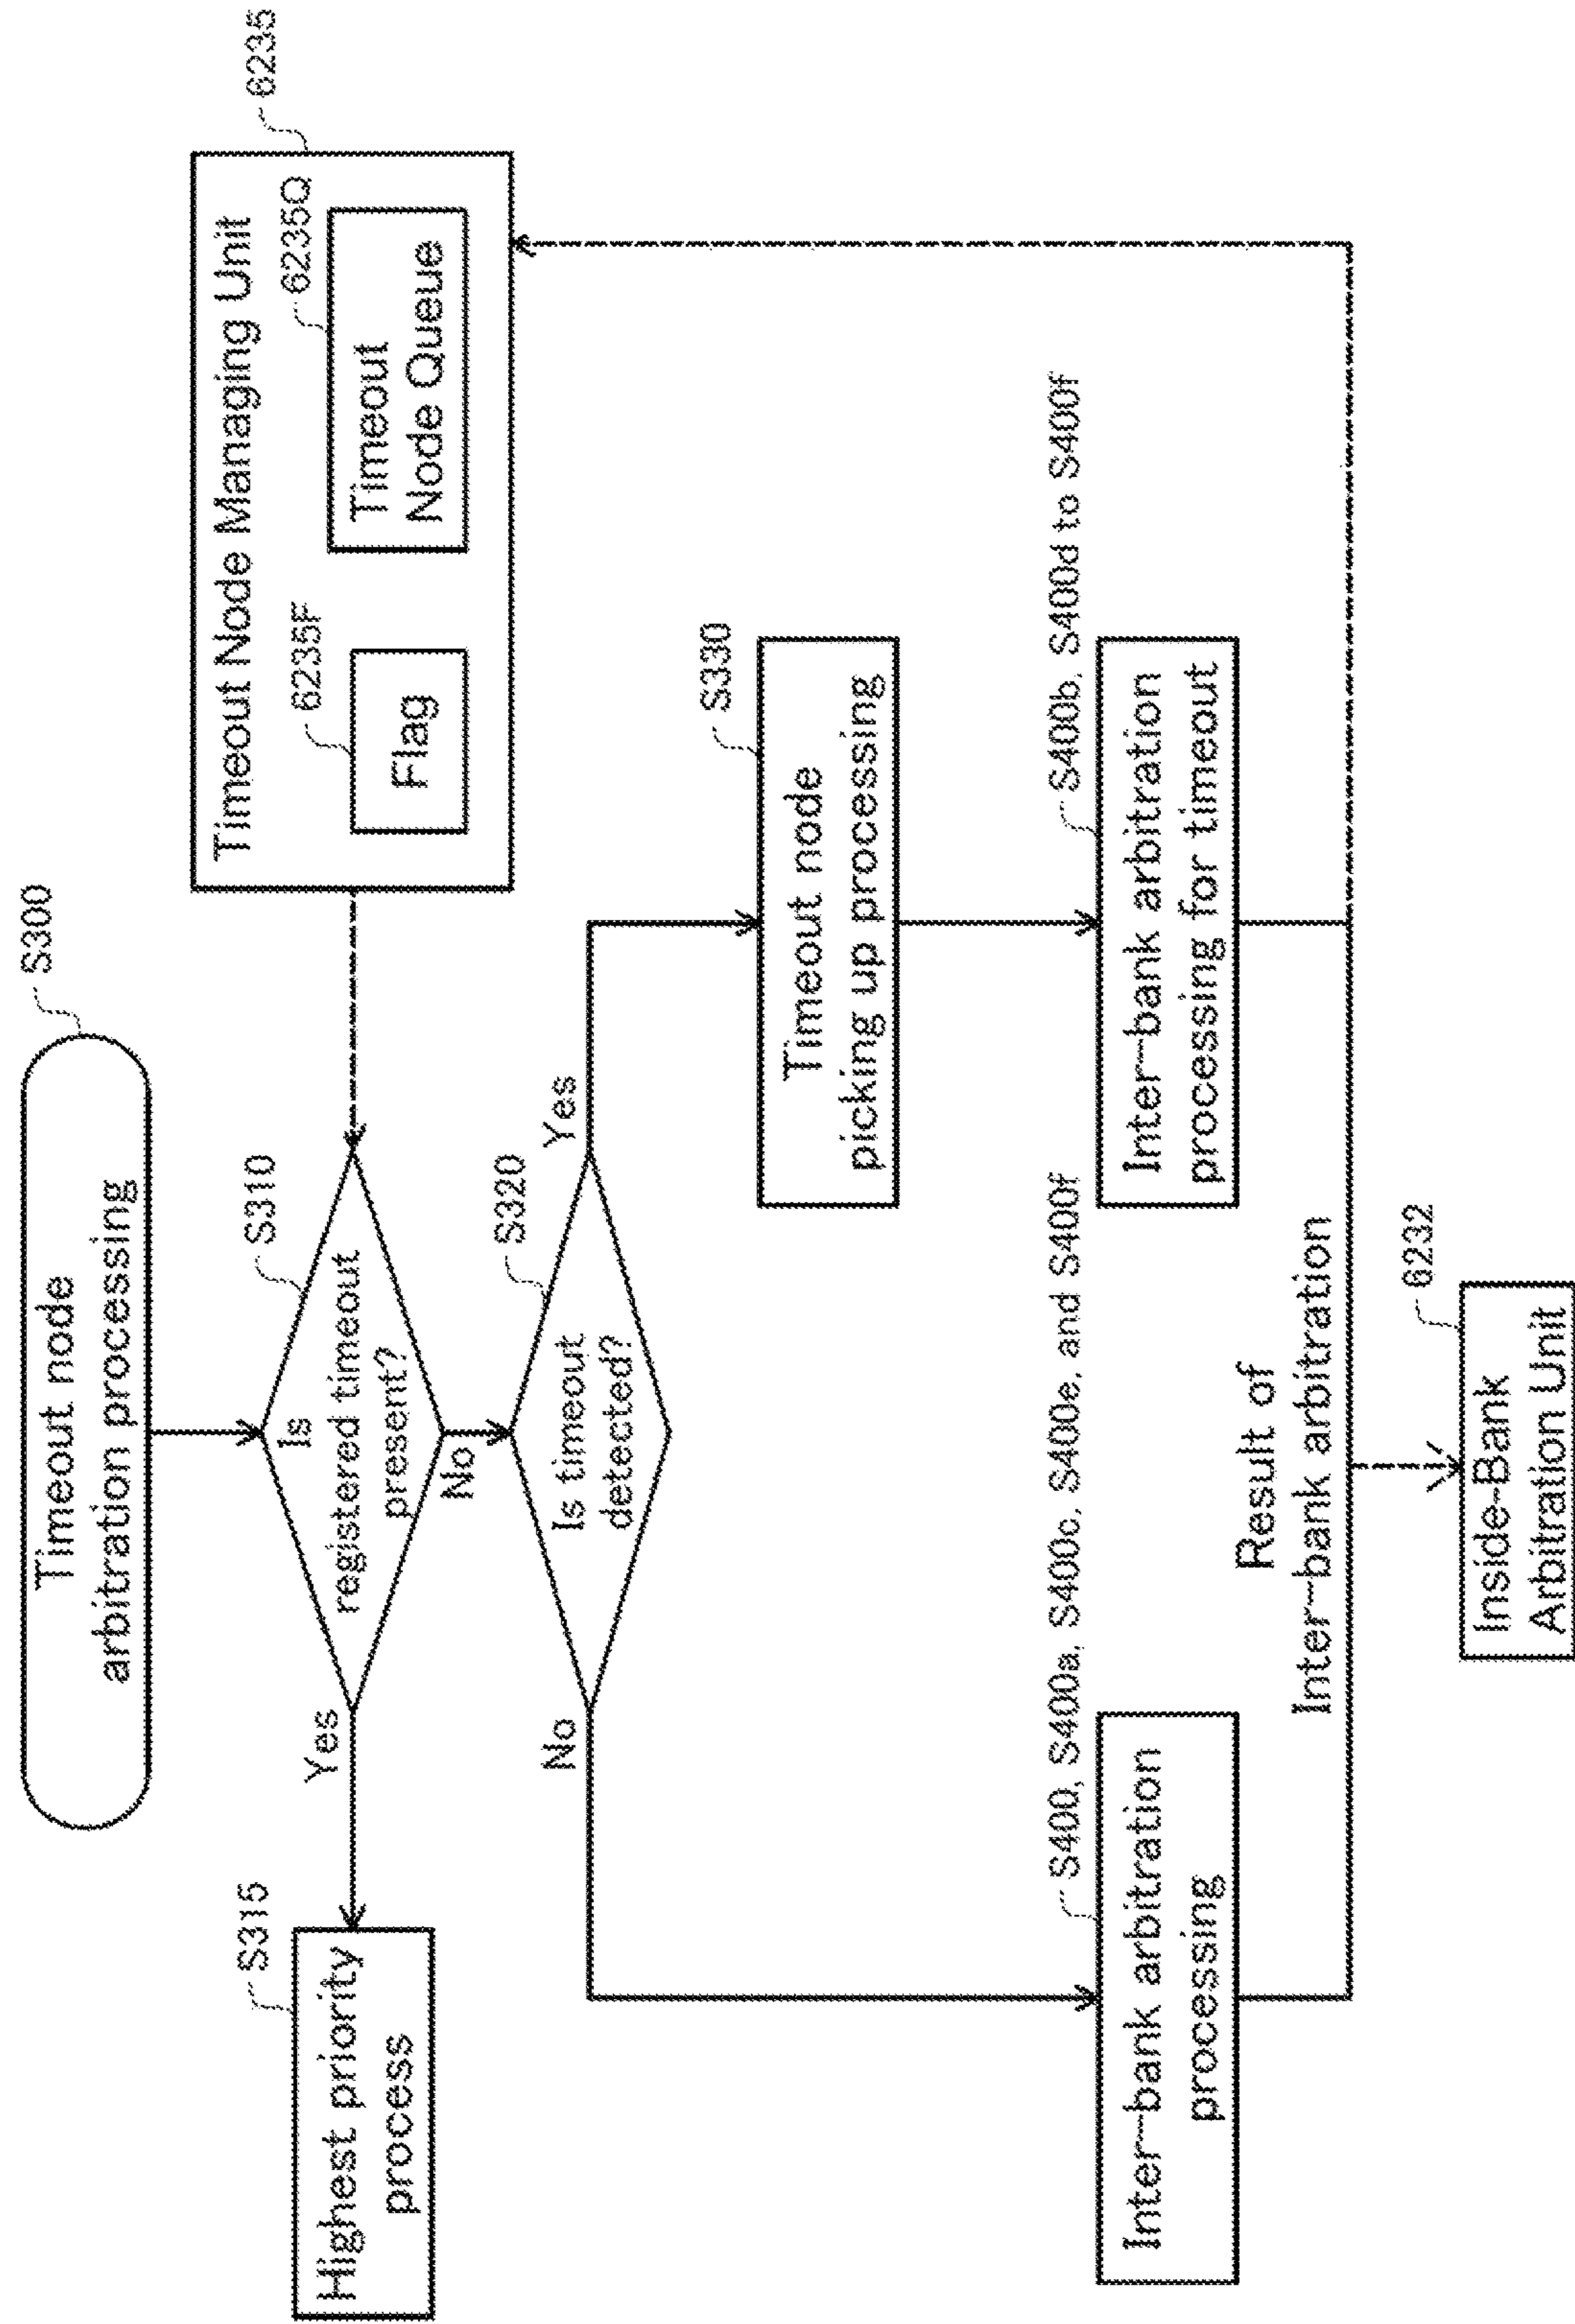 S300
Timeout node
arbitration processing
6235
Timeout Node Managing Unit
6235F
Flag
6235Q
Timeout
Node Queue
S310
Is
registered timeout
present?
Yes
No
S315
Highest priority
process
S320
Is timeout
detected?
No
Yes
S330
Timeout node
picking up processing
S400, S400a, S400c, S400e, and S400f
Inter-bank arbitration
processing
S400b, S400d to S400f
Inter-bank arbitration
processing for timeout
Result of
Inter-bank arbitration
6232
Inside-Bank
Arbitration Unit